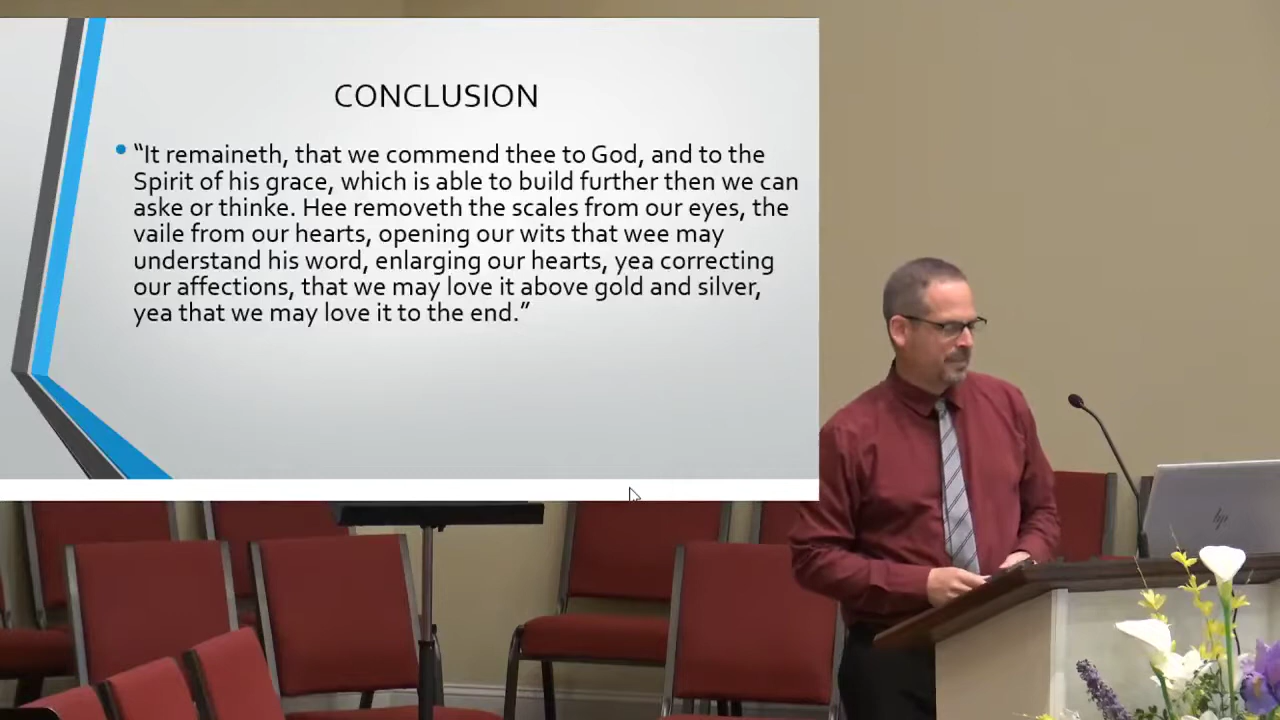 CONCLUSION
“It remaineth, that we commend thee to God, and to the
Spirit of his grace, which is able to build further then we can
aske or thinke. Hee removeth the scales from our eyes, the
vaile from our hearts, opening our wits that wee may
understand his word, enlarging our hearts, yea correcting
our affections, that we may love it above gold and silver,
yea that we may love it to the end.”
hp